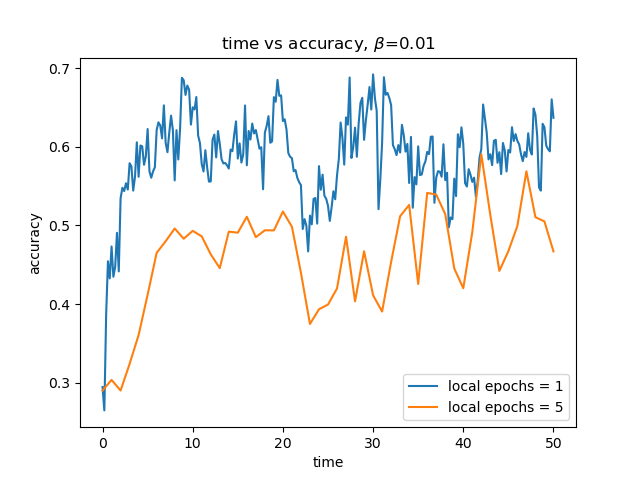 time vs accuracy, β=0.01
0.7
0.6
0.5
0.4
0.3
accuracy
0 10 20 30 40 50
time
local epochs = 1
local epochs = 5